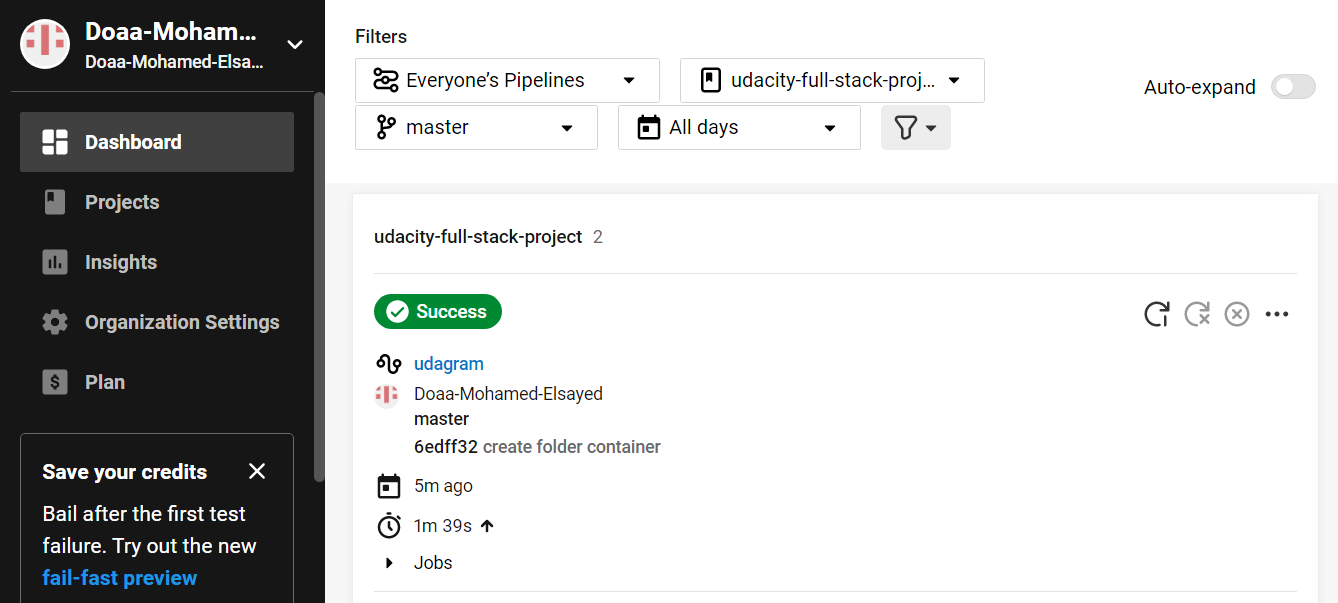 Doaa-Moham...
Doaa-Mohamed-Elsa...
Dashboard
Projects
Insights
Organization Settings
Plan
Save your credits
Bail after the first test
failure. Try out the new
fail-fast preview
Filters
Everyone’s Pipelines
udacity-full-stack-proj...
master
All days
Auto-expand
udacity-full-stack-project 2
Success
udagram
Doaa-Mohamed-Elsayed
master
6edff32 create folder container
5m ago
1m 39s
Jobs